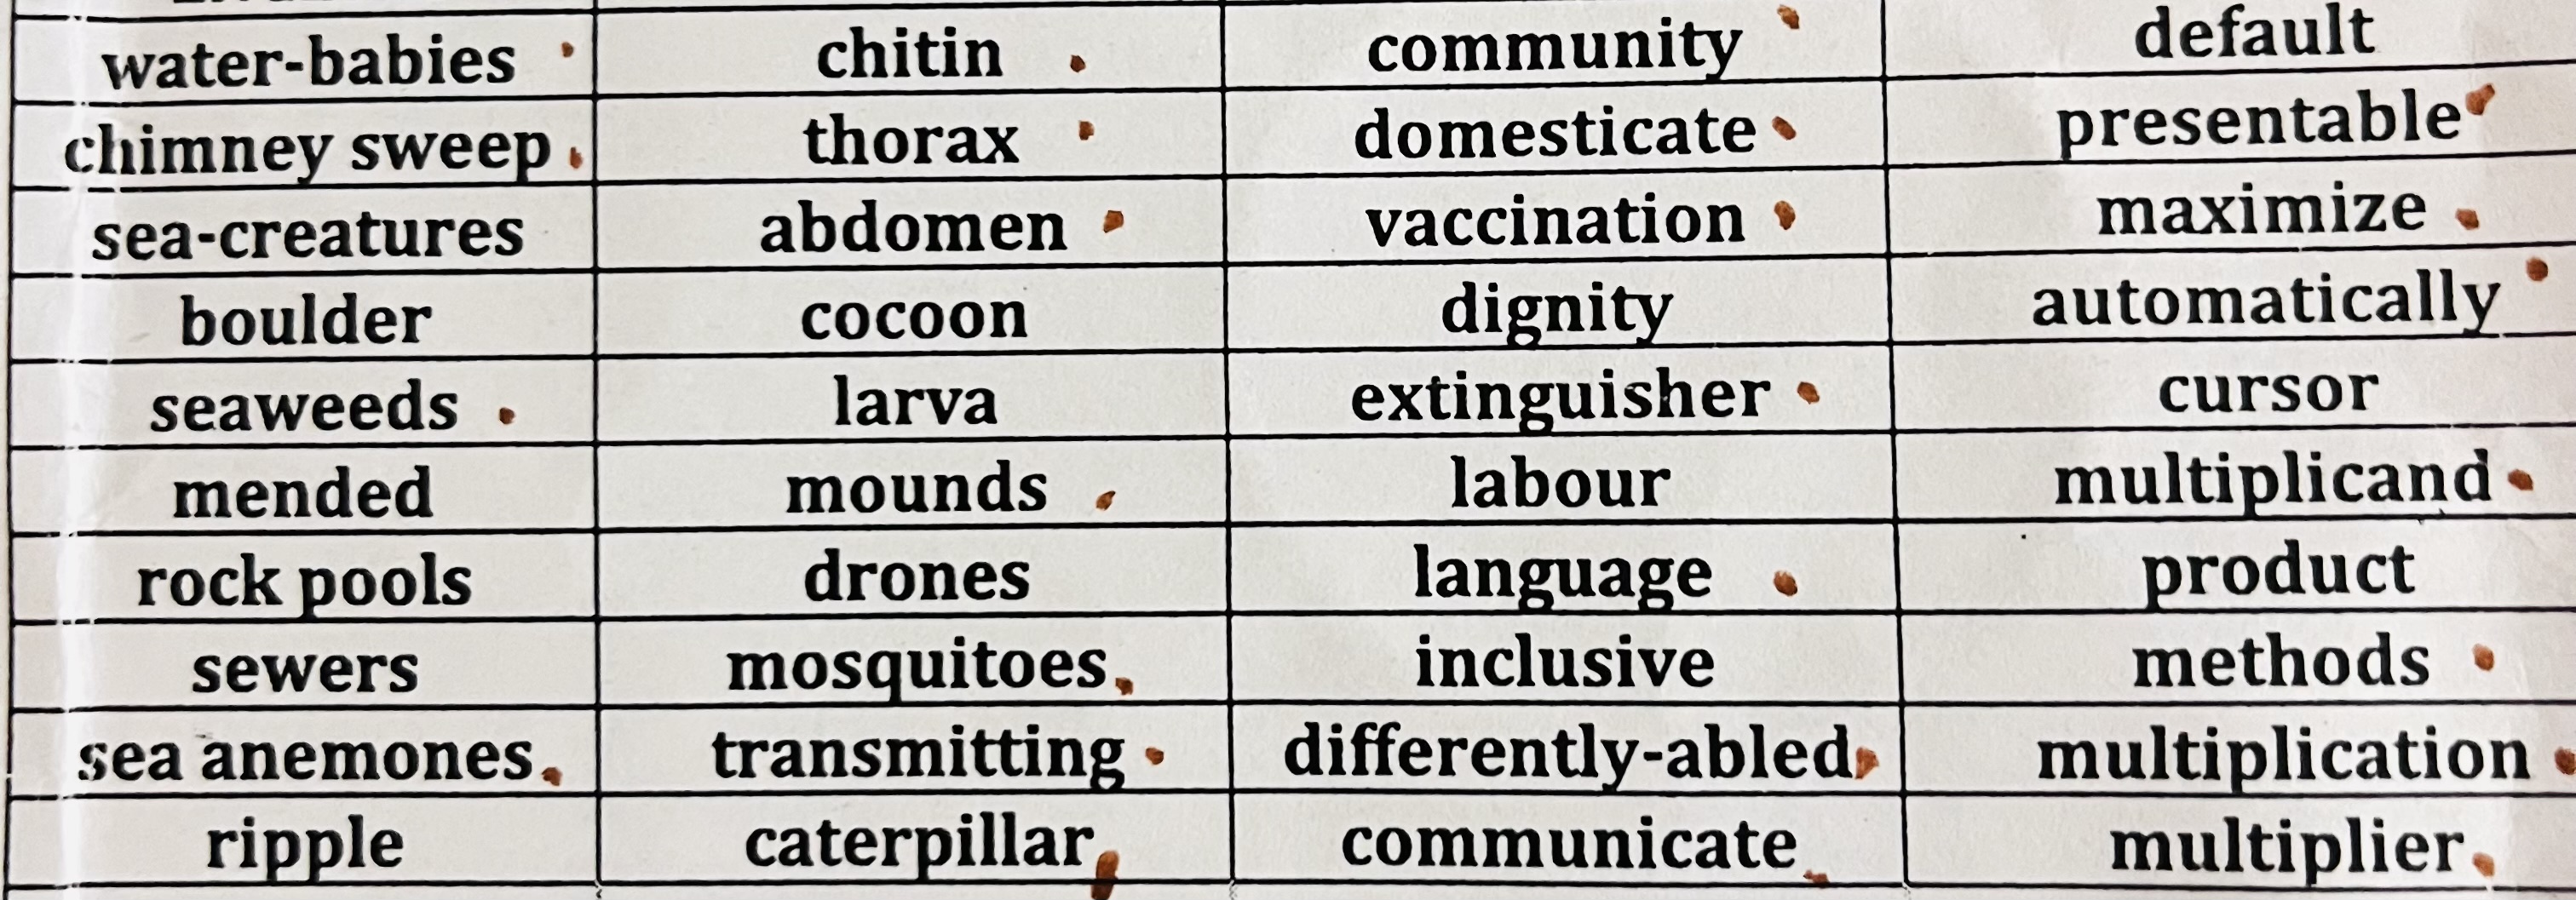 water-babies chitin community default
chimney sweep thorax domesticate presentable
sea-creatures abdomen vaccination maximize
boulder cocoon dignity automatically
seaweeds larva extinguisher cursor
mended mounds labour multiplicand
rock pools drones language product
sewers mosquitoes inclusive methods
sea anemones transmitting differently-abled multiplication
ripple caterpillar communicate multiplier